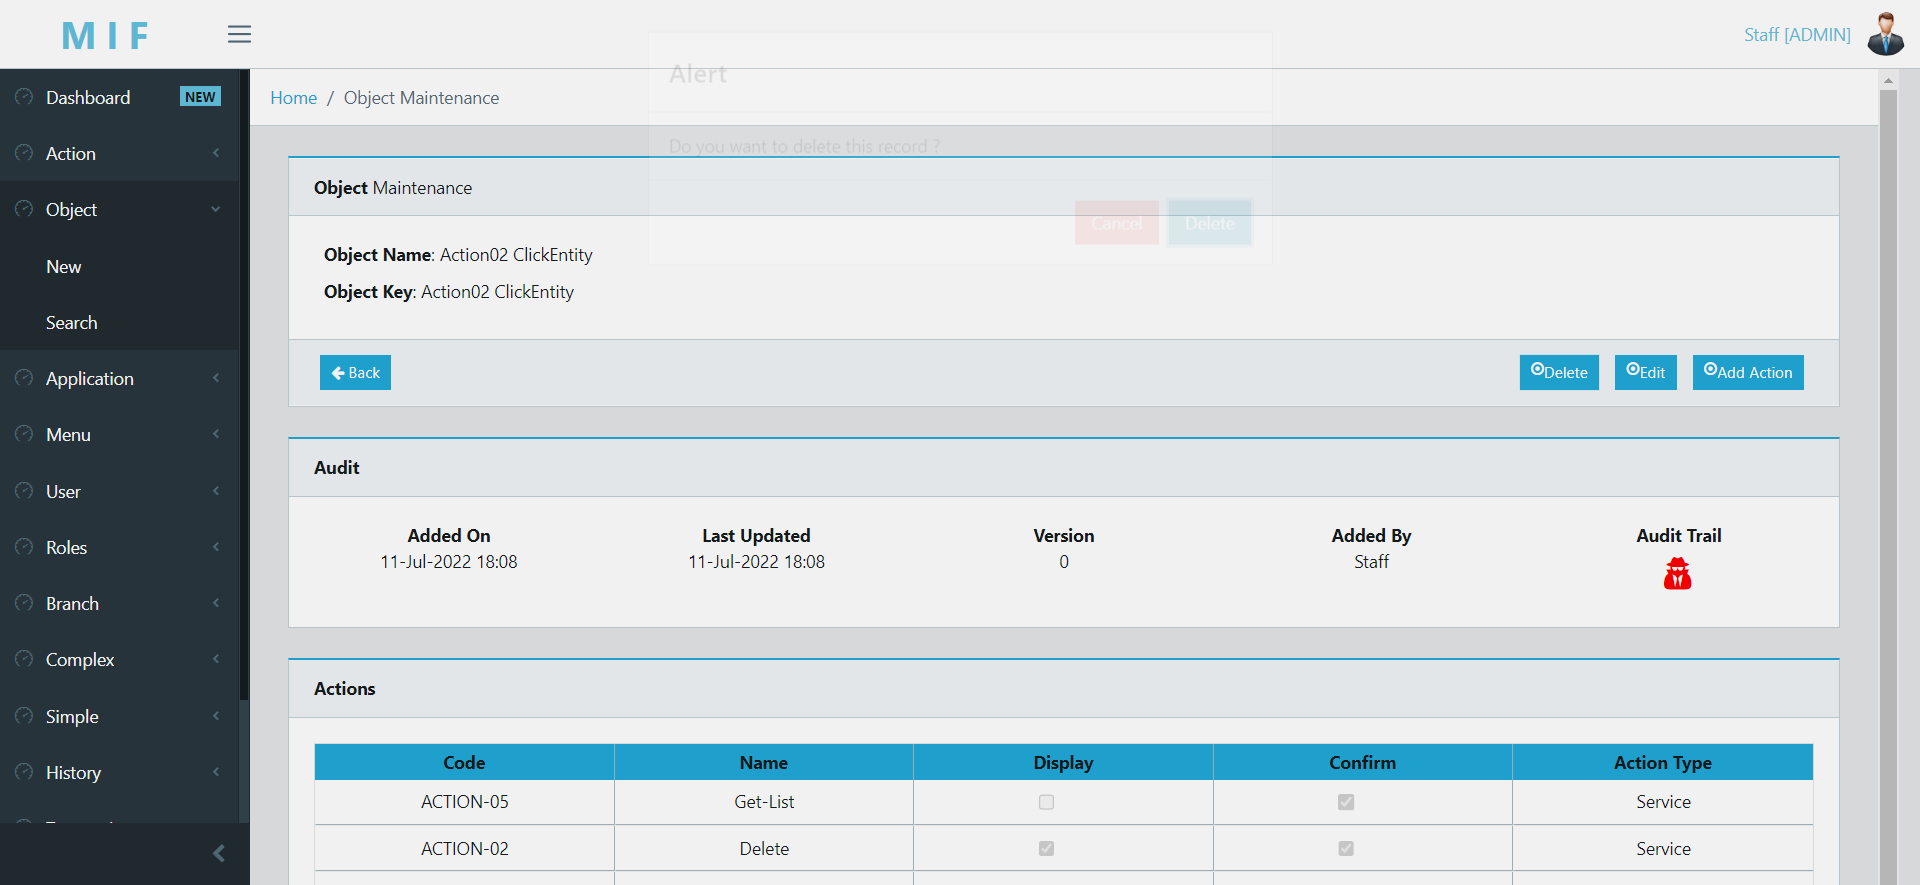 M I F
Staff [ADMIN]
Alert
Do you want to delete this record ?
Cancel
Delete
Dashboard NEW
Action
Object
New
Search
Application
Menu
User
Roles
Branch
Complex
Simple
History
Home / Object Maintenance
Object Maintenance
Object Name: Action02 ClickEntity
Object Key: Action02 ClickEntity
Back
Delete
Edit
Add Action
Audit
Added On Last Updated Version Added By Audit Trail
11-Jul-2022 18:08 11-Jul-2022 18:08 0 Staff
Actions
Code Name Display Confirm Action Type
ACTION-05 Get-List Service
ACTION-02 Delete Service